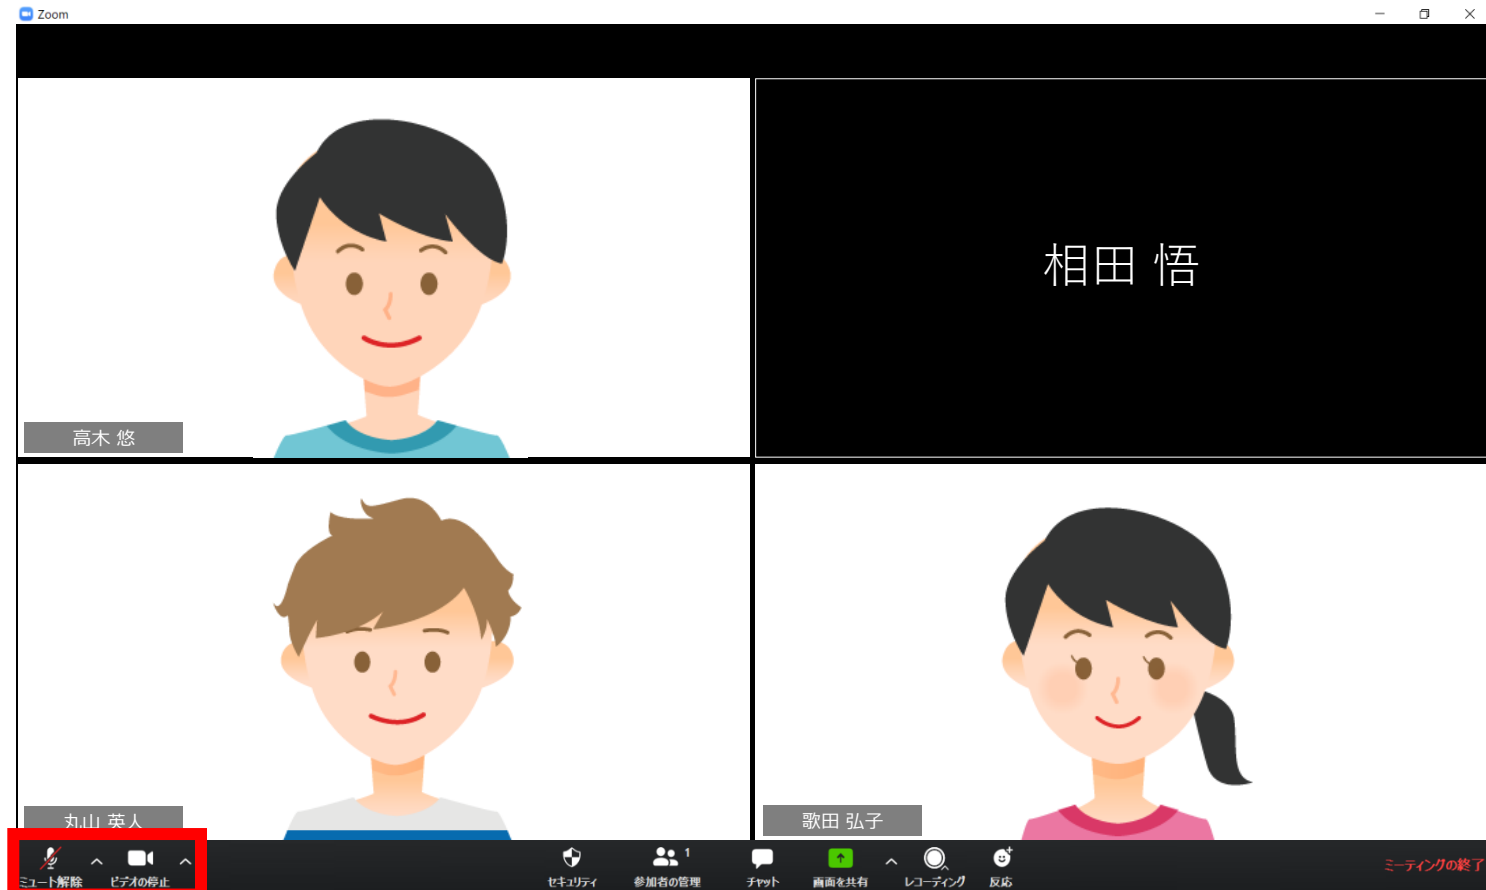 Zoom
相田 悟
高木 悠
丸山 英人
歌田 弘子
1
ミュート解除 ビデオの停止 セキュリティ 参加者の管理 チャット 画面を共有 レコーディング 反応 ミーティングの終了